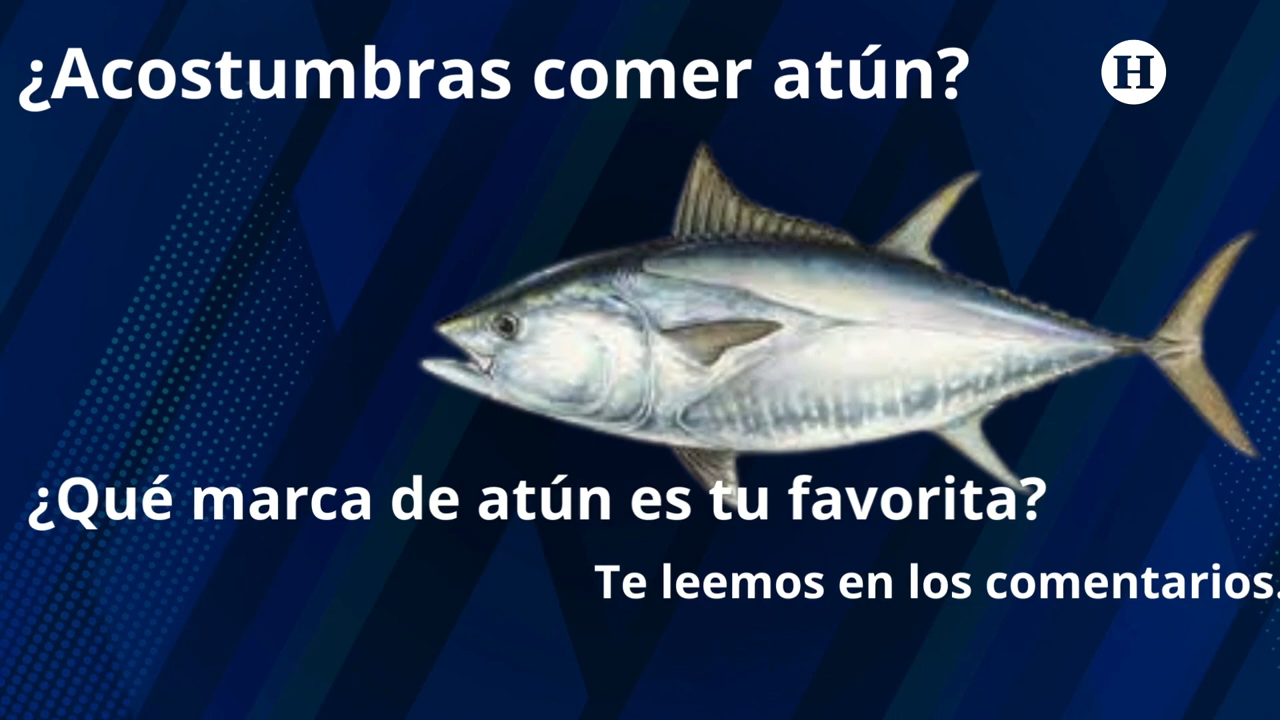 ¿Acostumbras comer atún?
H
¿Qué marca de atún es tu favorita?
Te leemos en los comentarios.